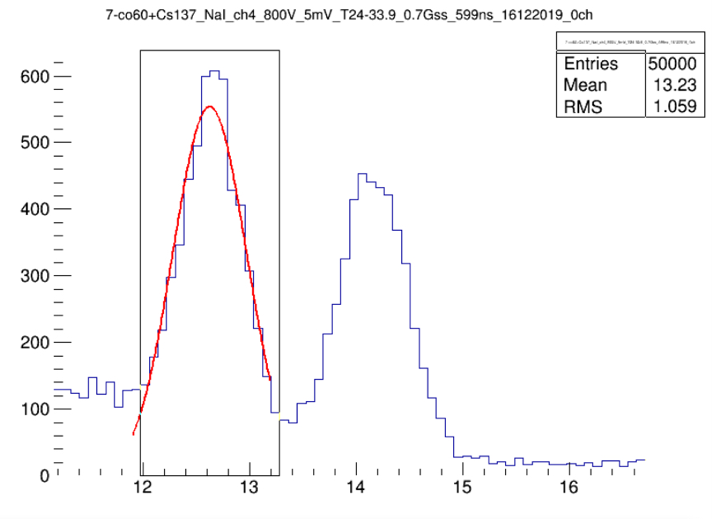 7-co60+Cs137_NaI_ch4_800V_5mV_T24-33.9_0.7Gss_599ns_16122019_0ch
Entries 50000
Mean 13.23
RMS 1.059
600
500
400
300
200
100
0
12 13 14 15 16